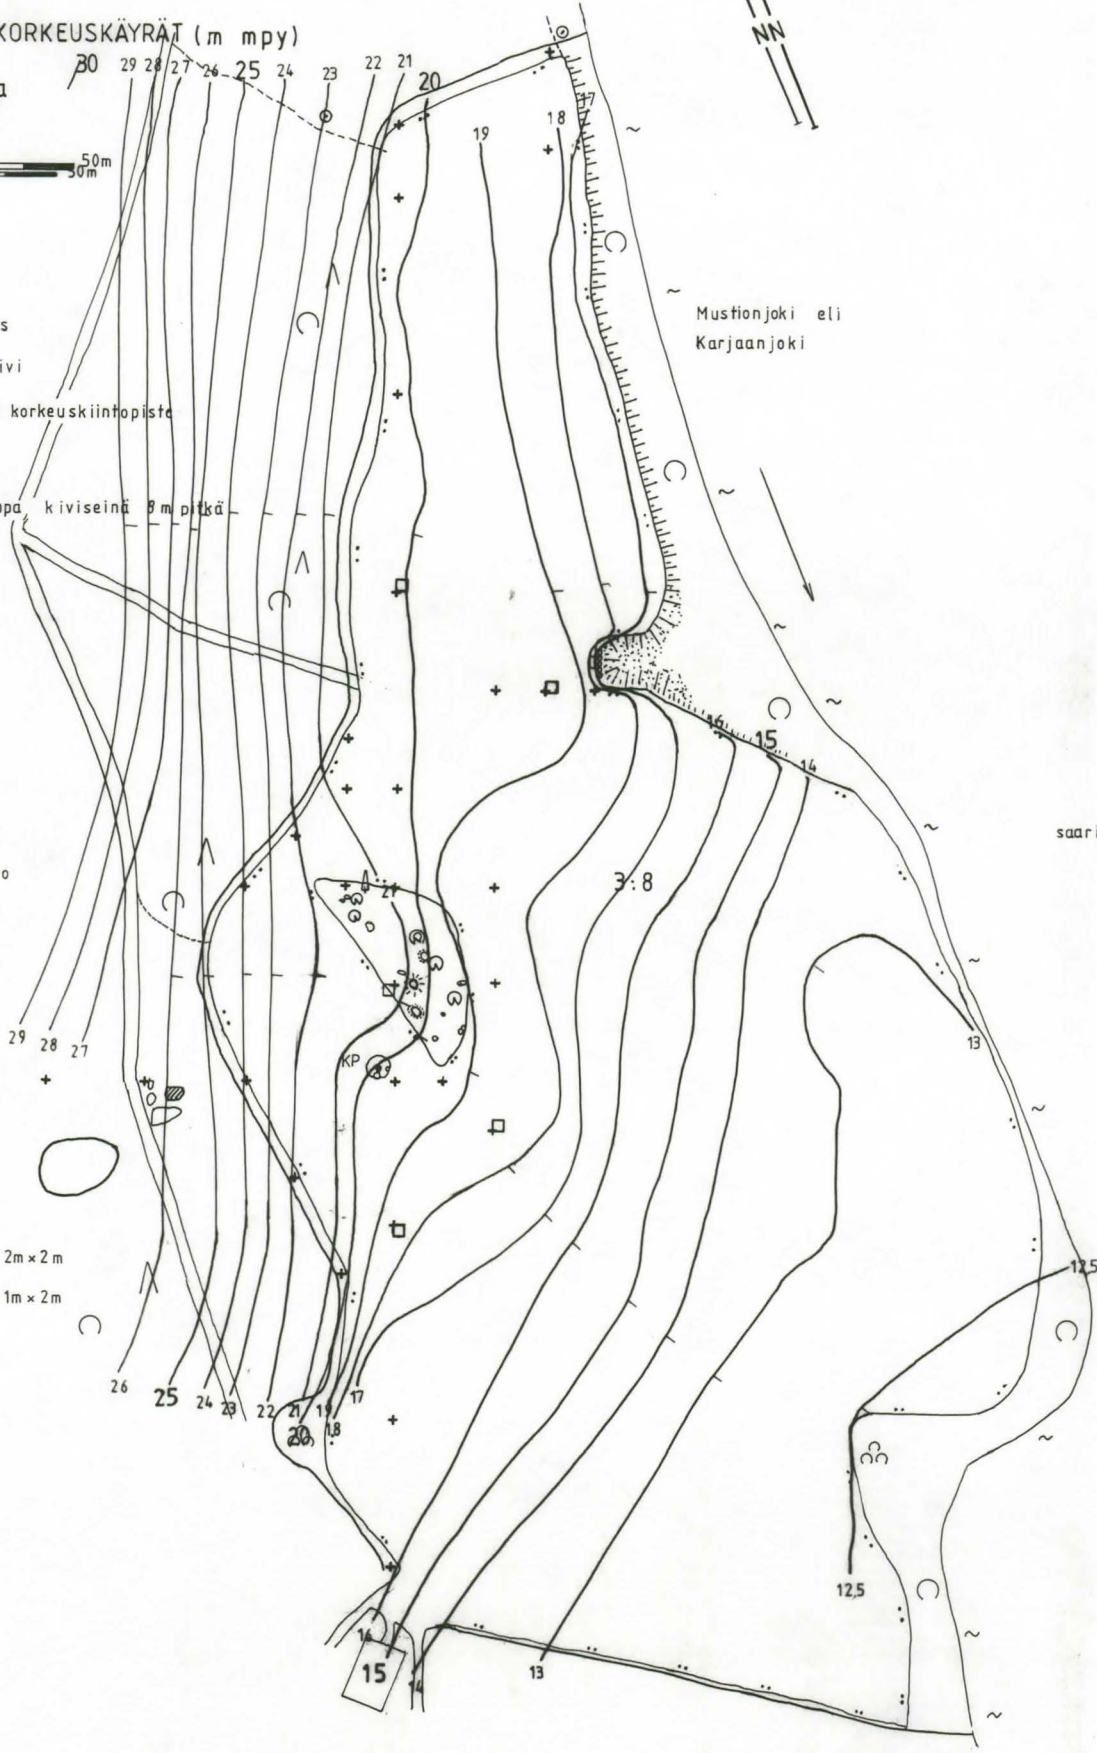 KORKEUSKÄYRÄT (m mpy)
NN
30
29 28 27 26 25 24 23 22 21 20
19 18 17
50m
50m
Mustionjoki eli
Karjaanjoki
korkeuskiintopiste
kiviseinä 8 m pitkä
16 15 14
saari
3:8
21
29 28 27
13
KP
2m×2m
1m×2m
12,5
26 25 24 23 22 21 19 17
20 18
12,5
16
15
14
13